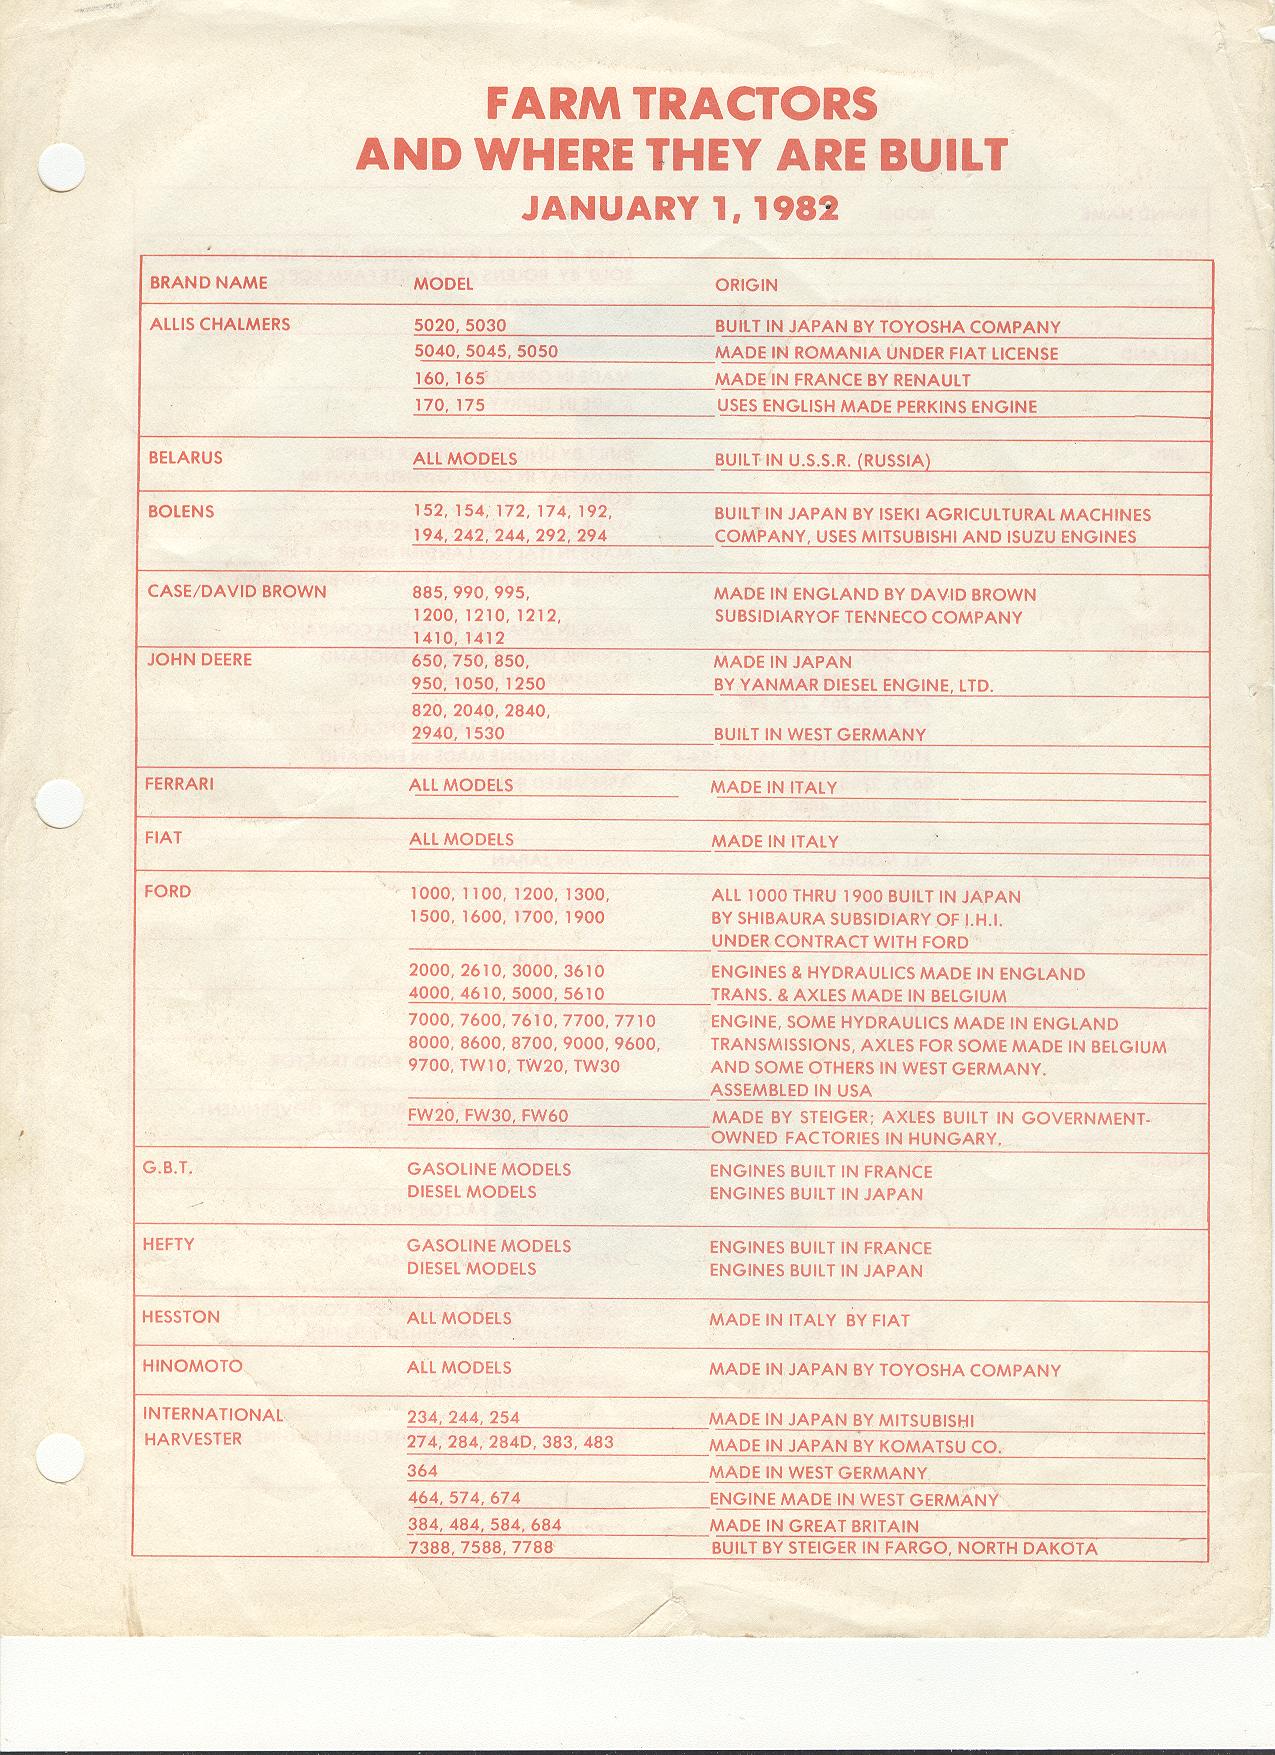 FARM TRACTORS
AND WHERE THEY ARE BUILT
JANUARY 1, 1982
BRAND NAME MODEL ORIGIN
ALLIS CHALMERS 5020, 5030 BUILT IN JAPAN BY TOYOSHA COMPANY
5040, 5045, 5050 MADE IN ROMANIA UNDER FIAT LICENSE
160, 165 MADE IN FRANCE BY RENAULT
170, 175 USES ENGLISH MADE PERKINS ENGINE
BELARUS ALL MODELS BUILT IN U.S.S.R. (RUSSIA)
BOLENS 152, 154, 172, 174, 192, BUILT IN JAPAN BY ISEKI AGRICULTURAL MACHINES
194, 242, 244, 292, 294 COMPANY, USES MITSUBISHI AND ISUZU ENGINES
CASE/DAVID BROWN 885, 990, 995, MADE IN ENGLAND BY DAVID BROWN
1200, 1210, 1212, SUBSIDIARYOF TENNECO COMPANY
1410, 1412
JOHN DEERE 650, 750, 850, MADE IN JAPAN
950, 1050, 1250 BY YANMAR DIESEL ENGINE, LTD.
820, 2040, 2840,
2940, 1530 BUILT IN WEST GERMANY
FERRARI ALL MODELS MADE IN ITALY
FIAT ALL MODELS MADE IN ITALY
FORD 1000, 1100, 1200, 1300, ALL 1000 THRU 1900 BUILT IN JAPAN
1500, 1600, 1700, 1900 BY SHIBAURA SUBSIDIARY OF I.H.I.
UNDER CONTRACT WITH FORD
2000, 2610, 3000, 3610 ENGINES & HYDRAULICS MADE IN ENGLAND
4000, 4610, 5000, 5610 TRANS. & AXLES MADE IN BELGIUM
7000, 7600, 7610, 7700, 7710 ENGINE, SOME HYDRAULICS MADE IN ENGLAND
8000, 8600, 8700, 9000, 9600, TRANSMISSIONS, AXLES FOR SOME MADE IN BELGIUM
9700, TW10, TW20, TW30 AND SOME OTHERS IN WEST GERMANY.
ASSEMBLED IN USA
FW20, FW30, FW60 MADE BY STEIGER; AXLES BUILT IN GOVERNMENT-
OWNED FACTORIES IN HUNGARY.
G.B.T. GASOLINE MODELS ENGINES BUILT IN FRANCE
DIESEL MODELS ENGINES BUILT IN JAPAN
HEFTY GASOLINE MODELS ENGINES BUILT IN FRANCE
DIESEL MODELS ENGINES BUILT IN JAPAN
HESSTON ALL MODELS MADE IN ITALY BY FIAT
HINOMOTO ALL MODELS MADE IN JAPAN BY TOYOSHA COMPANY
INTERNATIONAL 234, 244, 254 MADE IN JAPAN BY MITSUBISHI
HARVESTER 274, 284, 284D, 383, 483 MADE IN JAPAN BY KOMATSU CO.
364 MADE IN WEST GERMANY
464, 574, 674 ENGINE MADE IN WEST GERMANY
384, 484, 584, 684 MADE IN GREAT BRITAIN
7388, 7588, 7788 BUILT BY STEIGER IN FARGO, NORTH DAKOTA